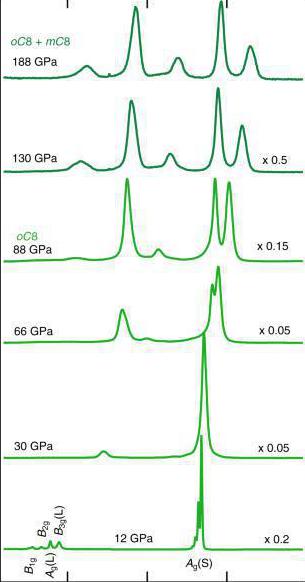 oC8 + mC8
188 GPa
130 GPa
x 0.5
oC8
88 GPa
x 0.15
66 GPa
x 0.05
30 GPa
x 0.05
B1g
B2g
Ag(L)
B3g(L)
12 GPa
Ag(S)
x 0.2